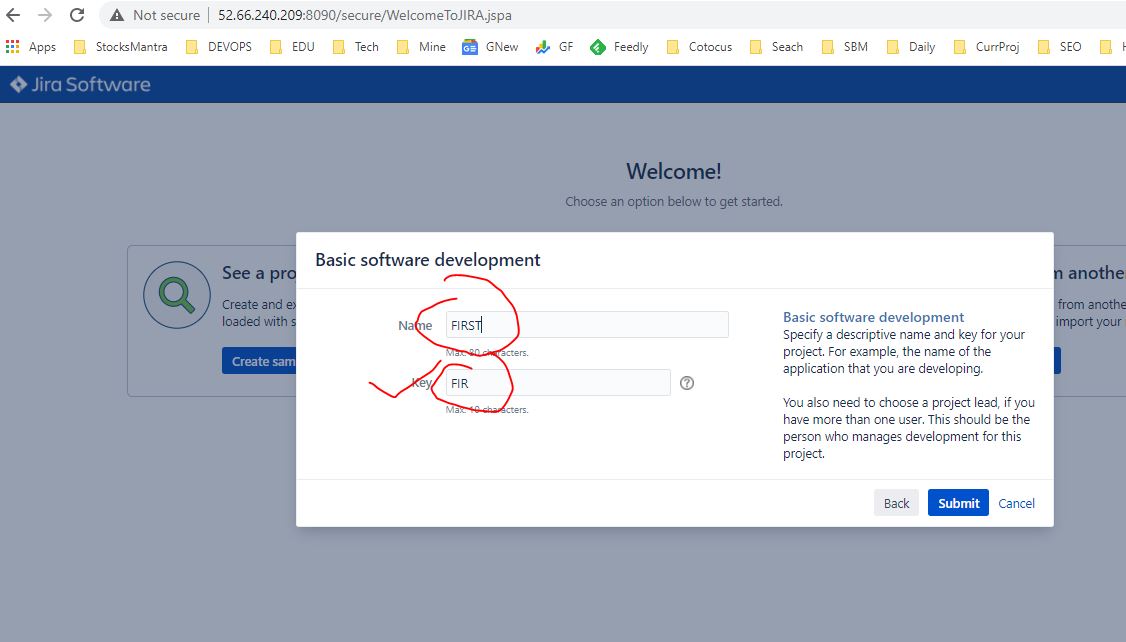 Not secure | 52.66.240.209:8090/secure/WelcomeToJIRA.jspa
Apps StocksMantra DEVOPS EDU Tech Mine GNew GF Feedly Cotocus Seach SBM Daily CurrProj SEO
Jira Software
Welcome!
Choose an option below to get started.
See a pro
Create and ex
loaded with s
Create sam
m anothe
from anothe
import your
Basic software development
Name FIRST
Max. 80 characters.
Key FIR
Max. 10 characters.
Basic software development
Specify a descriptive name and key for your
project. For example, the name of the
application that you are developing.
You also need to choose a project lead, if you
have more than one user. This should be the
person who manages development for this
project.
Back Submit Cancel